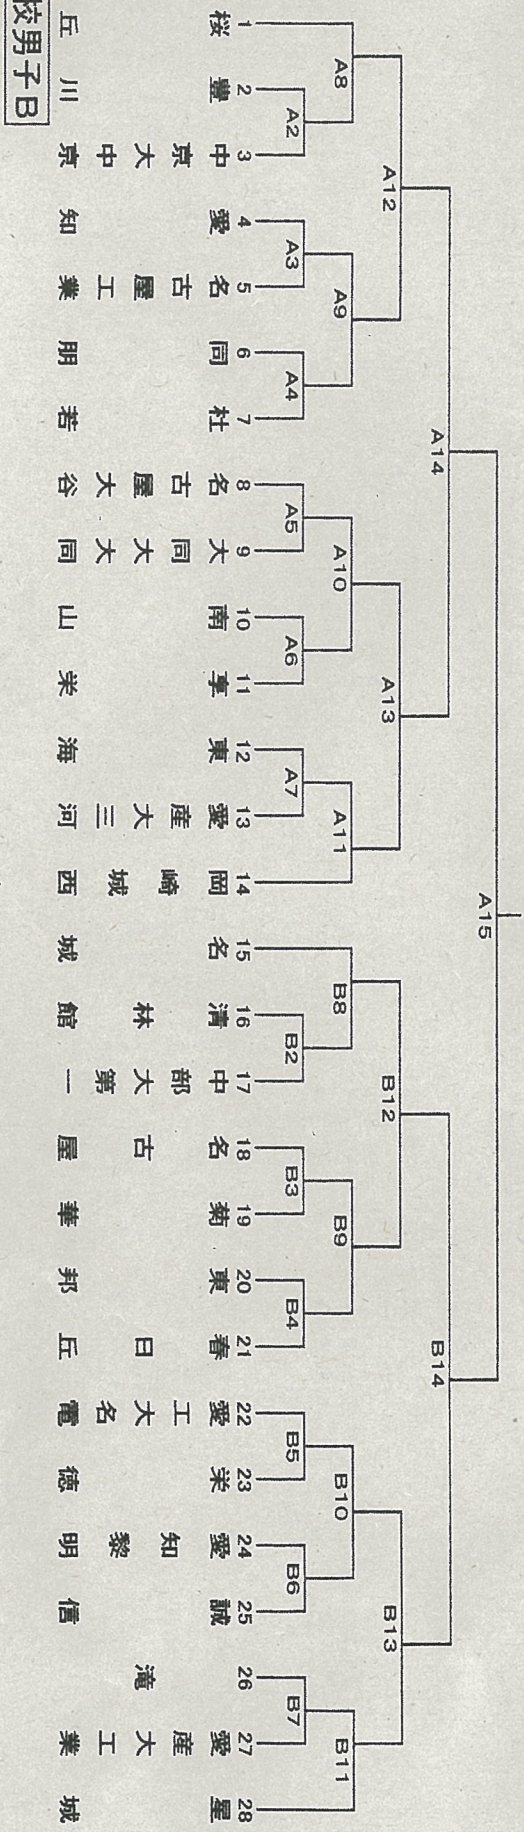 校男子B
1 桜丘
2 豊川
3 中京大中京
4 愛知
5 名古屋工業
6 同朋
7 杜若
8 名古屋大谷
9 大同大大同
10 南山
11 享栄
12 東海
13 愛産大三河
14 岡崎城西
15 名城
16 清林館
17 中部大第一
18 名古屋
19 菊華
20 東邦
21 春日丘
22 愛工大名電
23 栄徳
24 愛知黎明
25 誠信
26 滝
27 愛産大工業
28 星城
A2
A3
A4
A5
A6
A7
B2
B3
B4
B5
B6
B7
A8
A9
A10
A11
B8
B9
B10
B11
A12
A13
B12
B13
A14
B14
A15